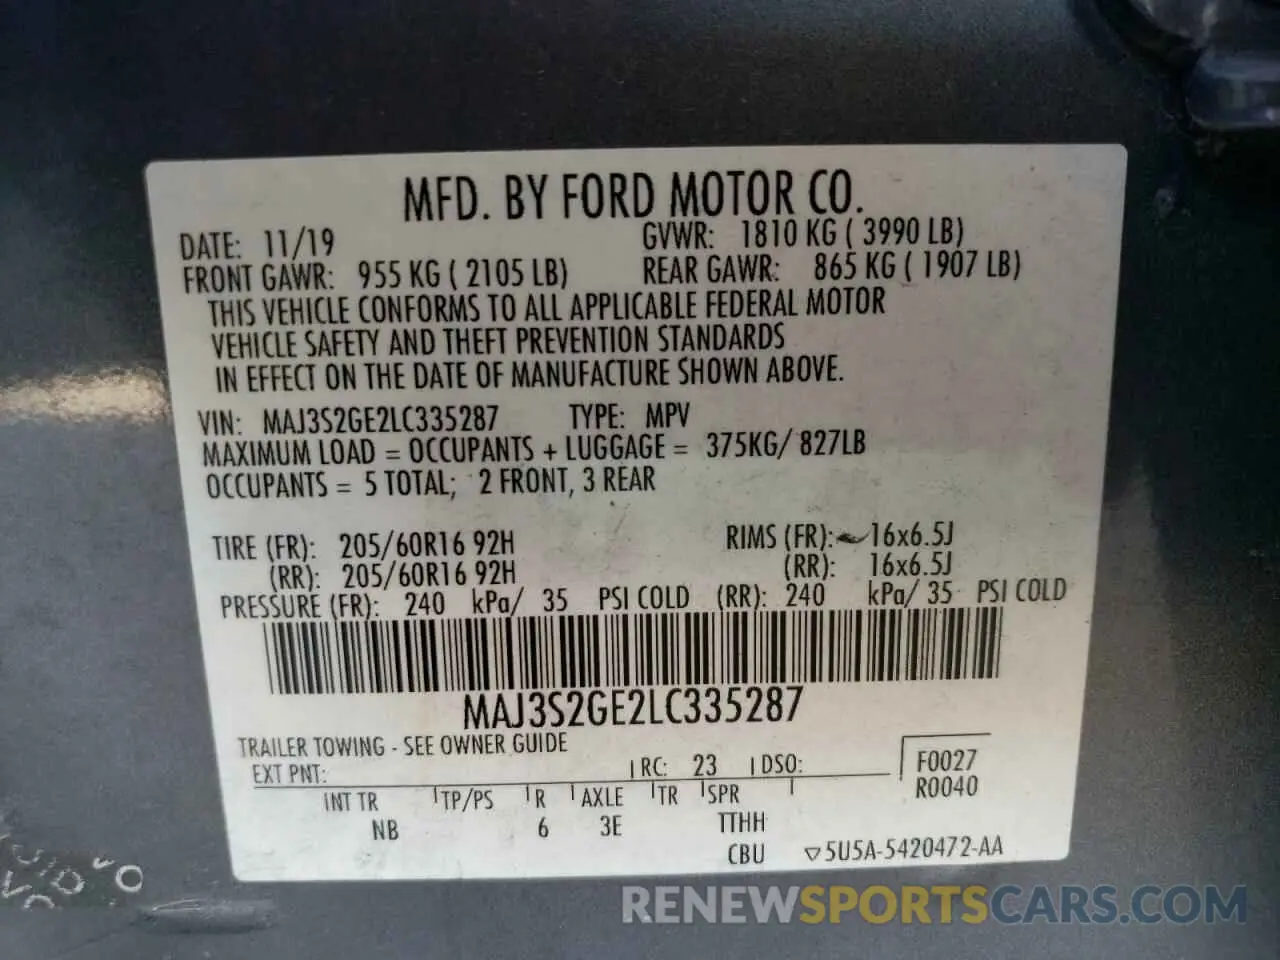 MFD. BY FORD MOTOR CO.
DATE: 11/19 GVWR: 1810 KG ( 3990 LB)
FRONT GAWR: 955 KG ( 2105 LB) REAR GAWR: 865 KG ( 1907 LB)
THIS VEHICLE CONFORMS TO ALL APPLICABLE FEDERAL MOTOR
VEHICLE SAFETY AND THEFT PREVENTION STANDARDS
IN EFFECT ON THE DATE OF MANUFACTURE SHOWN ABOVE.
VIN: MAJ3S2GE2LC335287 TYPE: MPV
MAXIMUM LOAD = OCCUPANTS + LUGGAGE = 375KG/ 827LB
OCCUPANTS = 5 TOTAL; 2 FRONT, 3 REAR
TIRE (FR): 205/60R16 92H RIMS (FR): 16x6.5J
(RR): 205/60R16 92H (RR): 16x6.5J
PRESSURE (FR): 240 kPa/ 35 PSI COLD (RR): 240 kPa/ 35 PSI COLD
MAJ3S2GE2LC335287
TRAILER TOWING - SEE OWNER GUIDE
EXT PNT: RC: 23 DSO: F0027
R0040
INT TR TP/PS R AXLE TR SPR
NB 6 3E TTHH
CBU 5U5A-5420472-AA
RENEWSPORTSCARS.COM